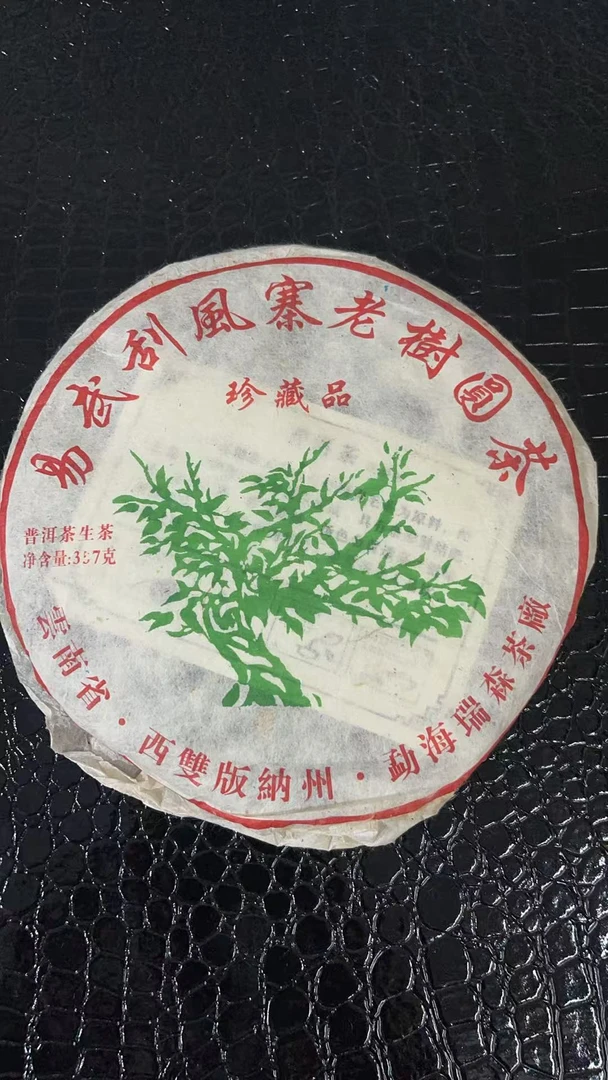 易武刮風寨老樹圓茶
珍藏品
普洱茶生茶
净含量:357克
雲南省·西雙版納州·勐海瑞森茶廠